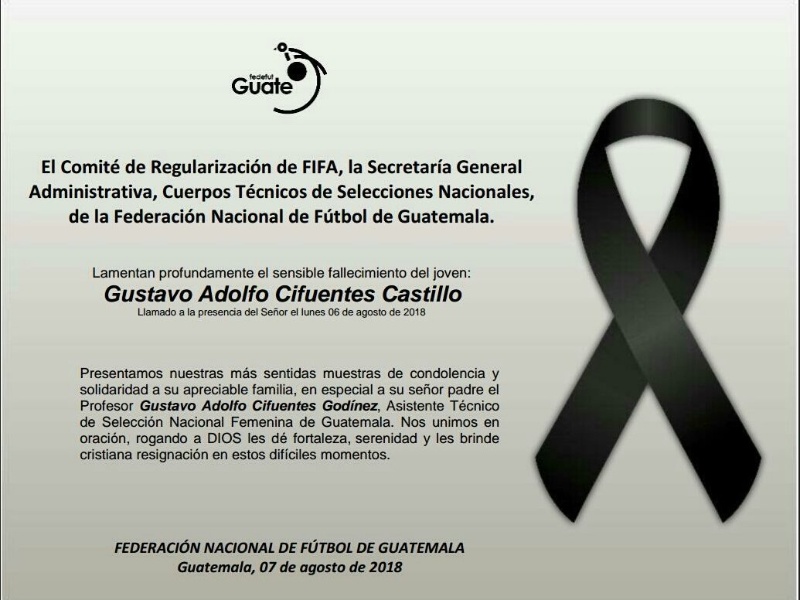 fedefut
Guate
El Comité de Regularización de FIFA, la Secretaría General
Administrativa, Cuerpos Técnicos de Selecciones Nacionales,
de la Federación Nacional de Fútbol de Guatemala.
Lamentan profundamente el sensible fallecimiento del joven:
Gustavo Adolfo Cifuentes Castillo
Llamado a la presencia del Señor el lunes 06 de agosto de 2018
Presentamos nuestras más sentidas muestras de condolencia y
solidaridad a su apreciable familia, en especial a su señor padre el
Profesor Gustavo Adolfo Cifuentes Godínez, Asistente Técnico
de Selección Nacional Femenina de Guatemala. Nos unimos en
oración, rogando a DIOS les dé fortaleza, serenidad y les brinde
cristiana resignación en estos difíciles momentos.
FEDERACIÓN NACIONAL DE FÚTBOL DE GUATEMALA
Guatemala, 07 de agosto de 2018